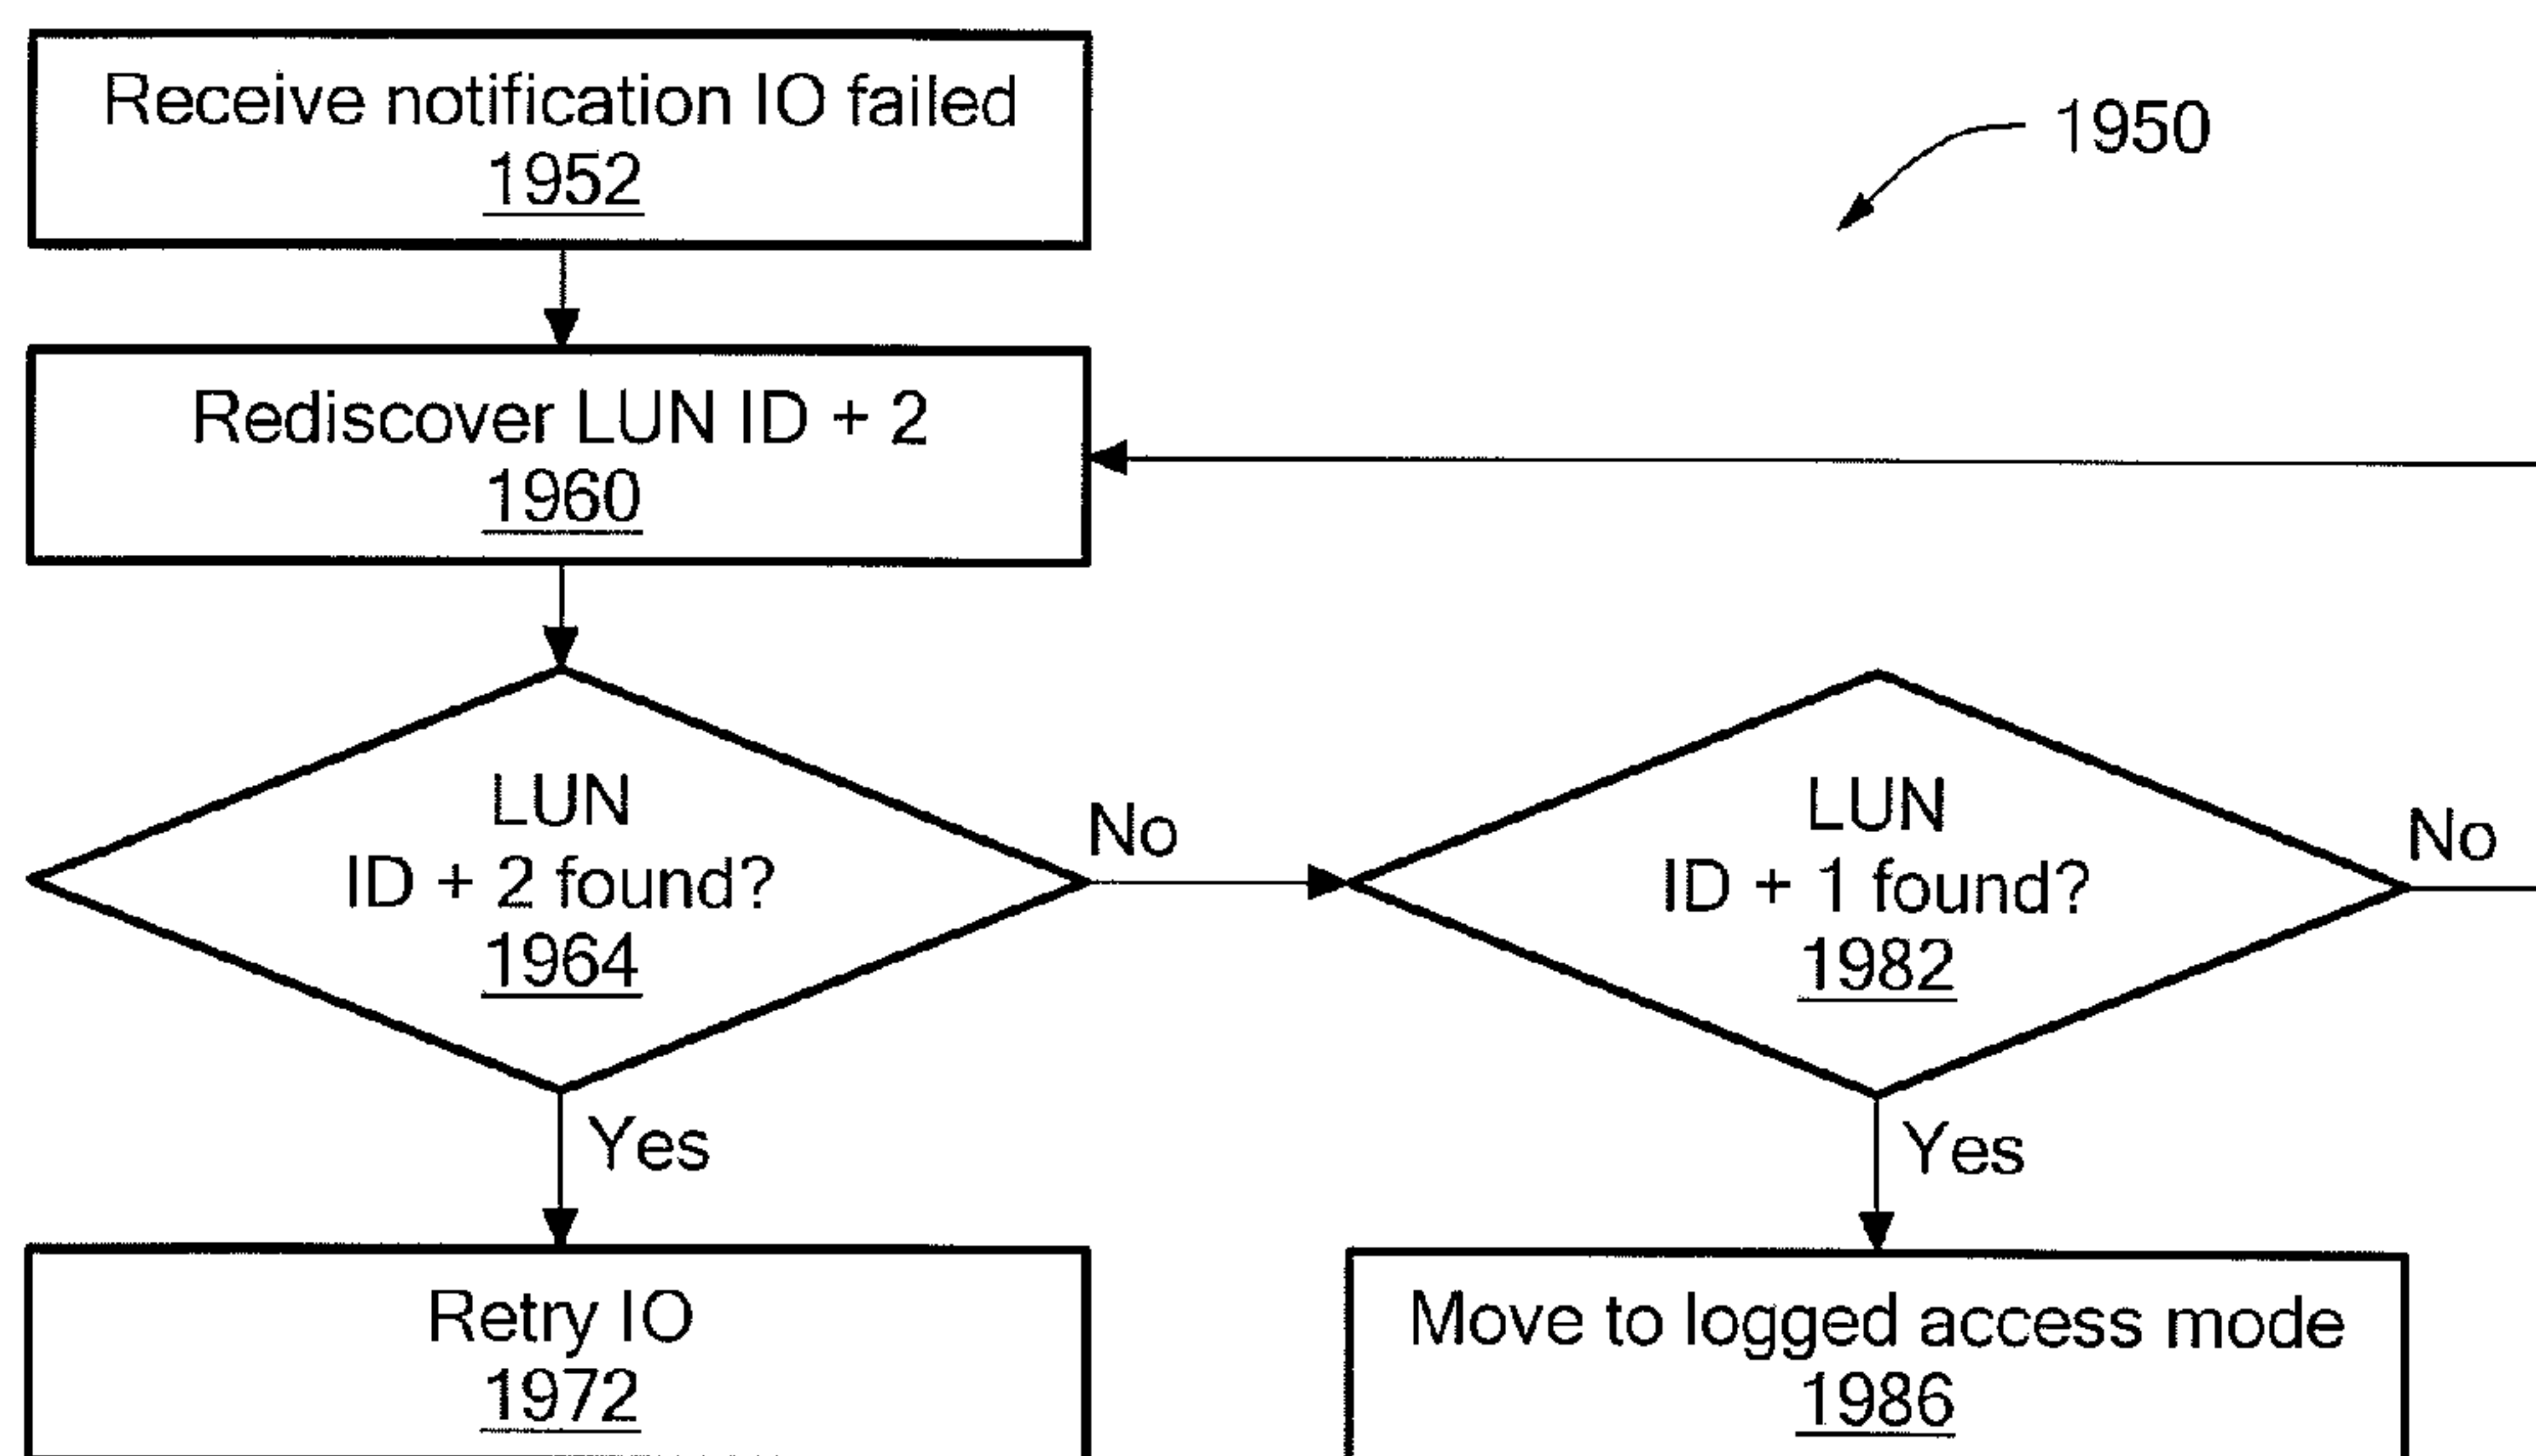 Receive notification IO failed
1952
1950
Rediscover LUN ID + 2
1960
LUN
ID + 2 found?
1964
No
LUN
ID + 1 found?
1982
No
Yes
Yes
Retry IO
1972
Move to logged access mode
1986